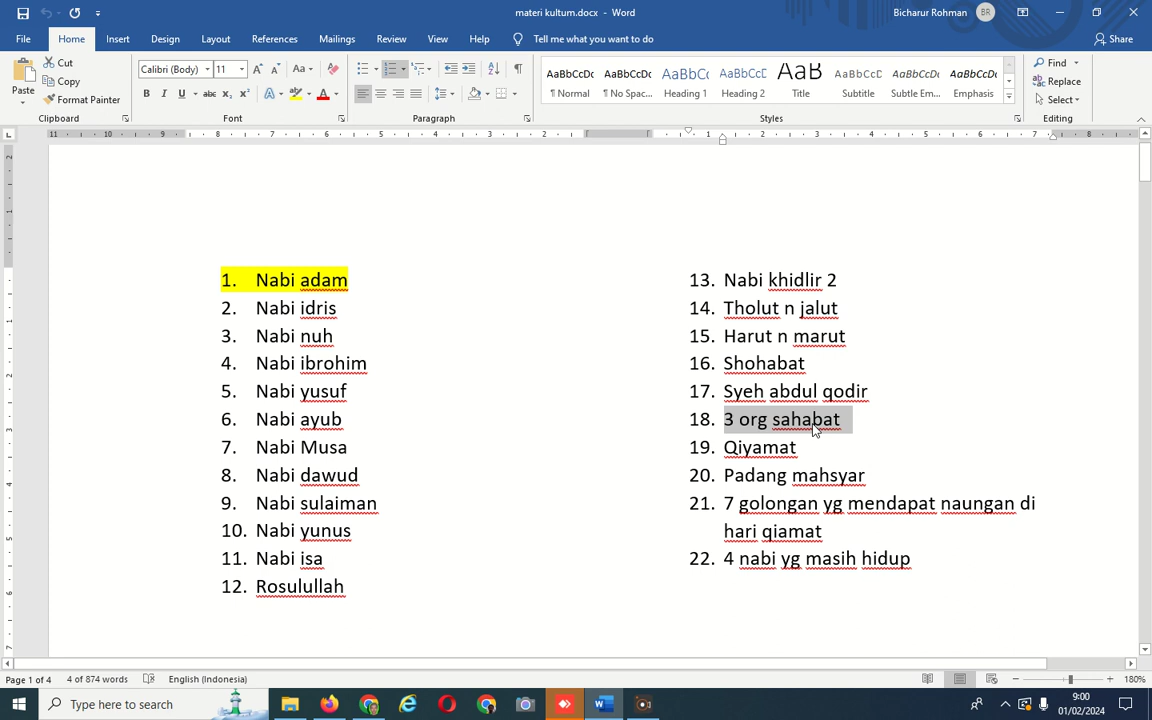 materi kultum.docx - Word
Bicharur Rohman BR
File Home Insert Design Layout References Mailings Review View Help Tell me what you want to do Share
Paste Cut Copy Format Painter
Clipboard
Calibri (Body) 11
Font
Paragraph
AaBbCcDc AaBbCcDc AaBbC( AaBbCcE AaB AaBbCcD AaBbCcDc AaBbCcDc
¶ Normal ¶ No Spac... Heading 1 Heading 2 Title Subtitle Subtle Em... Emphasis
Styles
Find Replace Select
Editing
1. Nabi adam
2. Nabi idris
3. Nabi nuh
4. Nabi ibrohim
5. Nabi yusuf
6. Nabi ayub
7. Nabi Musa
8. Nabi dawud
9. Nabi sulaiman
10. Nabi yunus
11. Nabi isa
12. Rosulullah
13. Nabi khidlir 2
14. Tholut n jalut
15. Harut n marut
16. Shohabat
17. Syeh abdul qodir
18. 3 org sahabat
19. Qiyamat
20. Padang mahsyar
21. 7 golongan yg mendapat naungan di
hari qiamat
22. 4 nabi yg masih hidup
Page 1 of 4 4 of 874 words English (Indonesia) 180%
Type here to search
9:00
01/02/2024